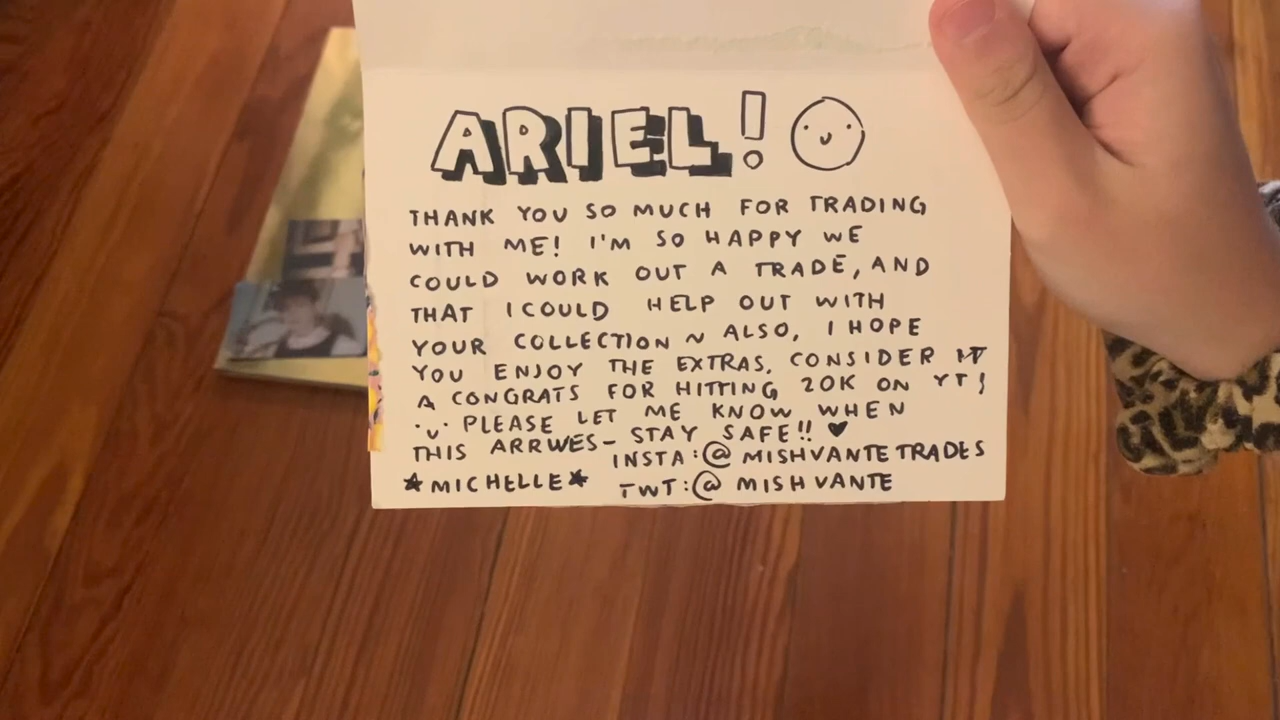 ARIEL!
THANK YOU SO MUCH FOR TRADING
WITH ME! I'M SO HAPPY WE
COULD WORK OUT A TRADE, AND
THAT I COULD HELP OUT WITH
YOUR COLLECTION ~ ALSO, I HOPE
YOU ENJOY THE EXTRAS, CONSIDER IT
A CONGRATS FOR HITTING 20K ON YT!
PLEASE LET ME KNOW WHEN
THIS ARRIVES- STAY SAFE!! ♥
INSTA:@ MISHVANTETRADES
*MICHELLE* TWT:@ MISHVANTE